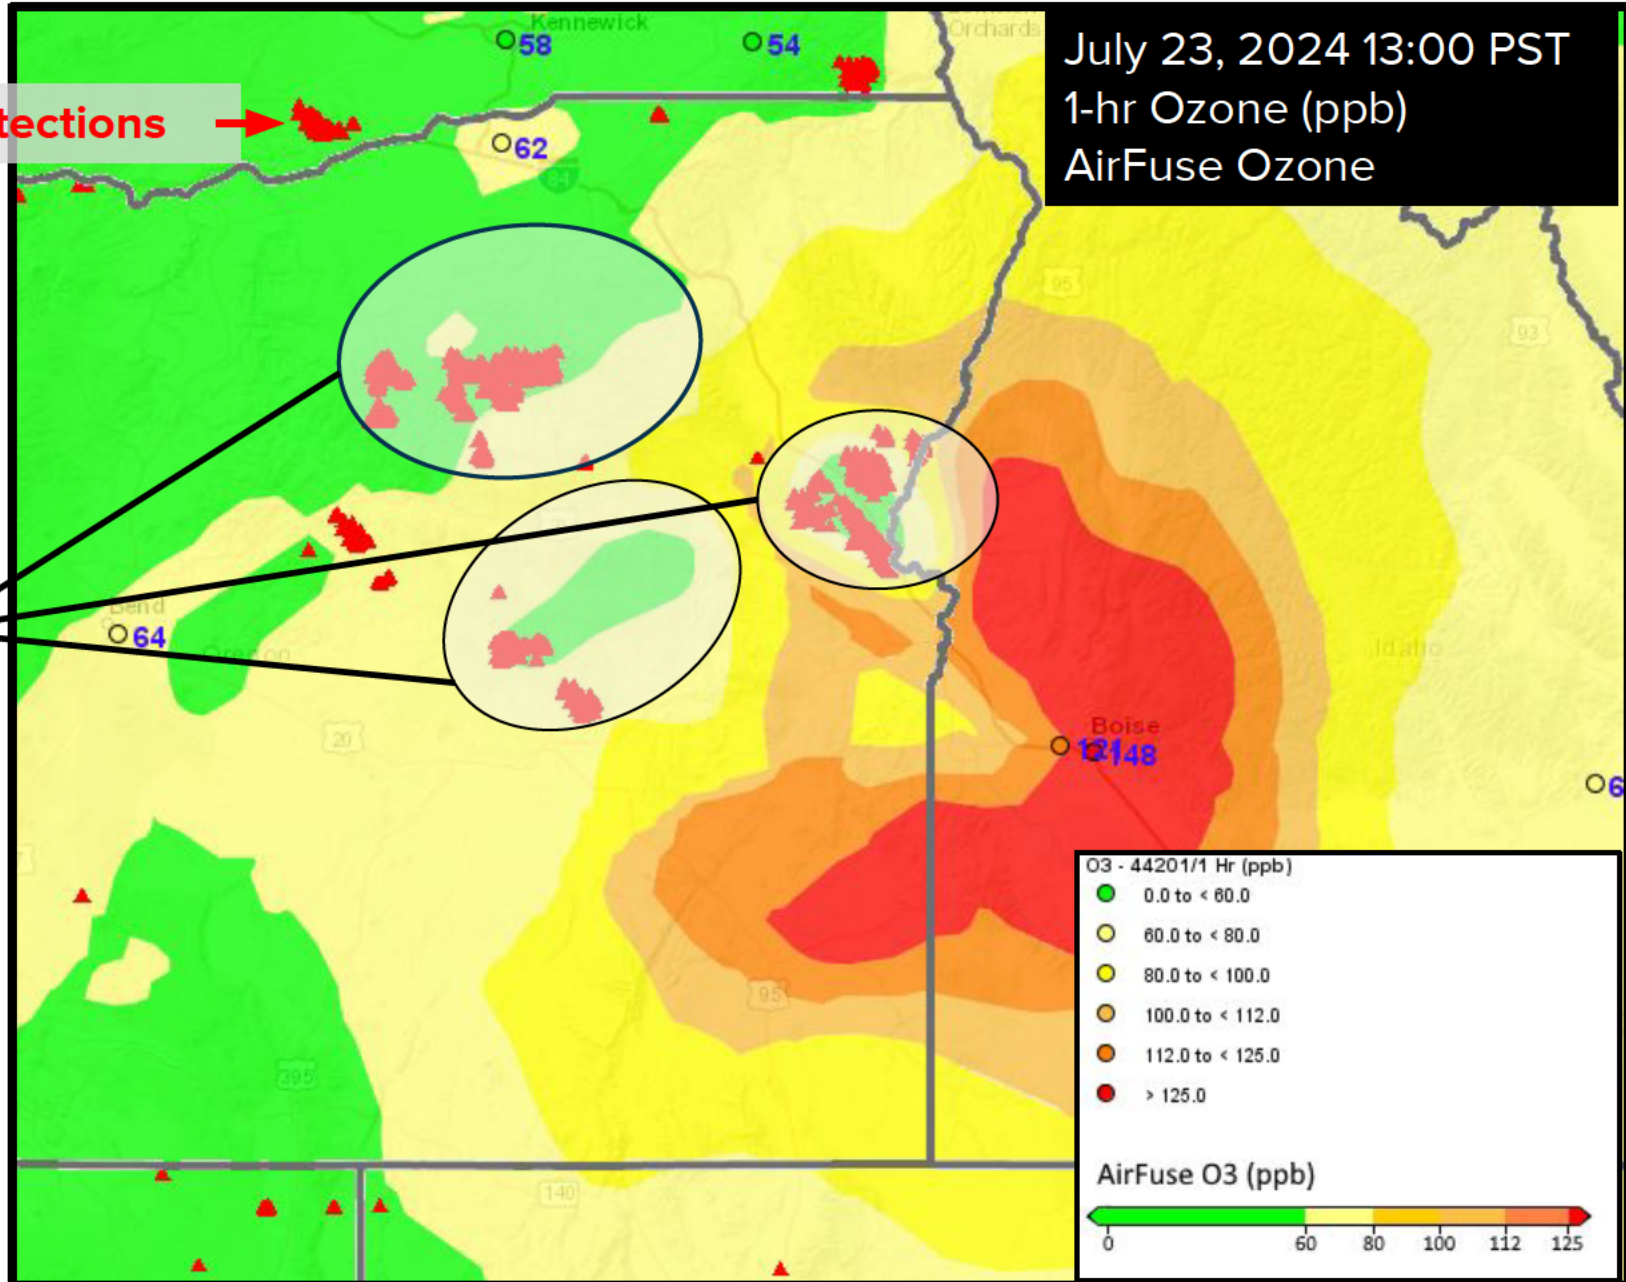 Kennewick
58
54
Orchards
July 23, 2024 13:00 PST
1-hr Ozone (ppb)
AirFuse Ozone
tections
62
84
95
93
Bend
64
Oregon
20
Idaho
Boise
121
148
6
95
395
140
O3 - 44201/1 Hr (ppb)
0.0 to < 60.0
60.0 to < 80.0
80.0 to < 100.0
100.0 to < 112.0
112.0 to < 125.0
> 125.0
AirFuse O3 (ppb)
0 60 80 100 112 125